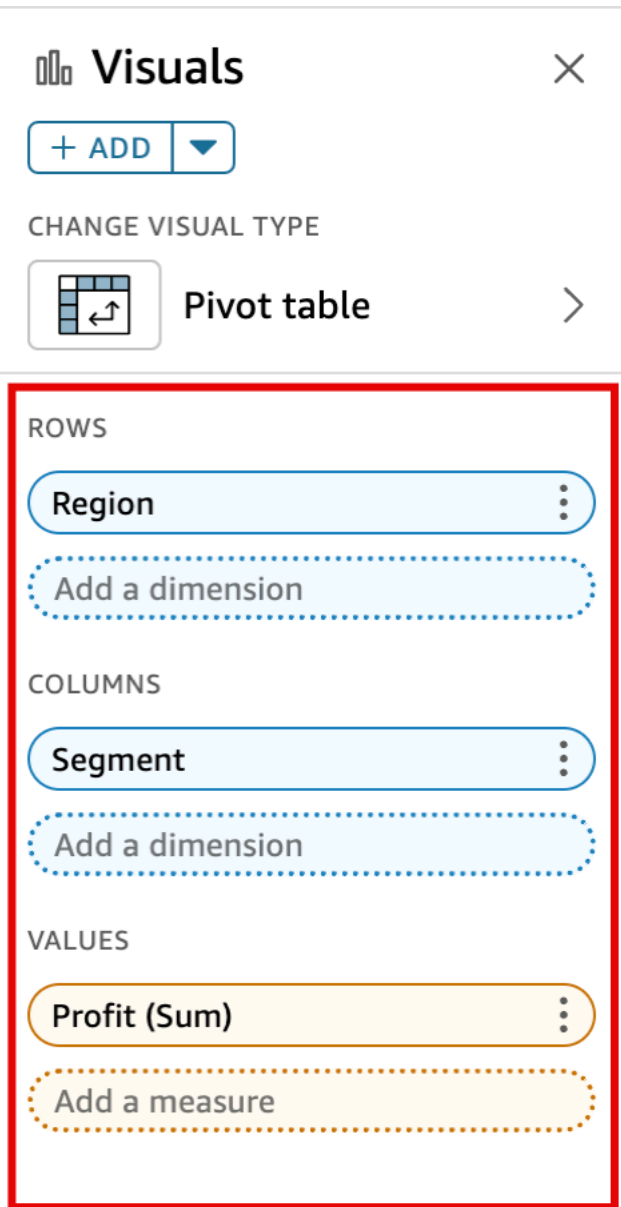 Visuals
+ ADD
CHANGE VISUAL TYPE
Pivot table
ROWS
Region
Add a dimension
COLUMNS
Segment
Add a dimension
VALUES
Profit (Sum)
Add a measure